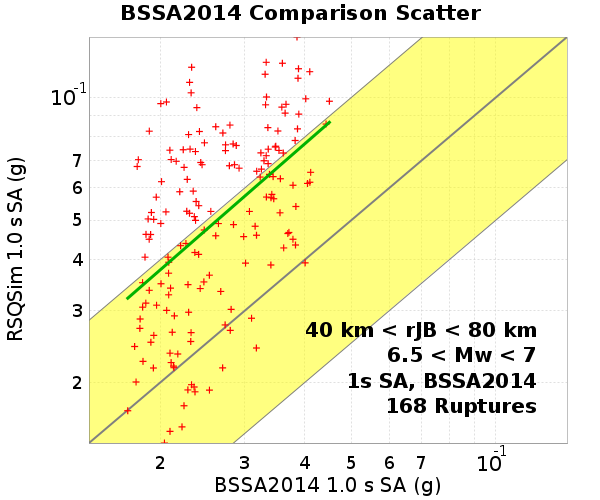 BSSA2014 Comparison Scatter
RSQSim 1.0 s SA (g)
10-1
7
6
5
4
3
2
40 km < rJB < 80 km
6.5 < Mw < 7
1s SA, BSSA2014
168 Ruptures
2 3 4 5 6 7 10-1
BSSA2014 1.0 s SA (g)